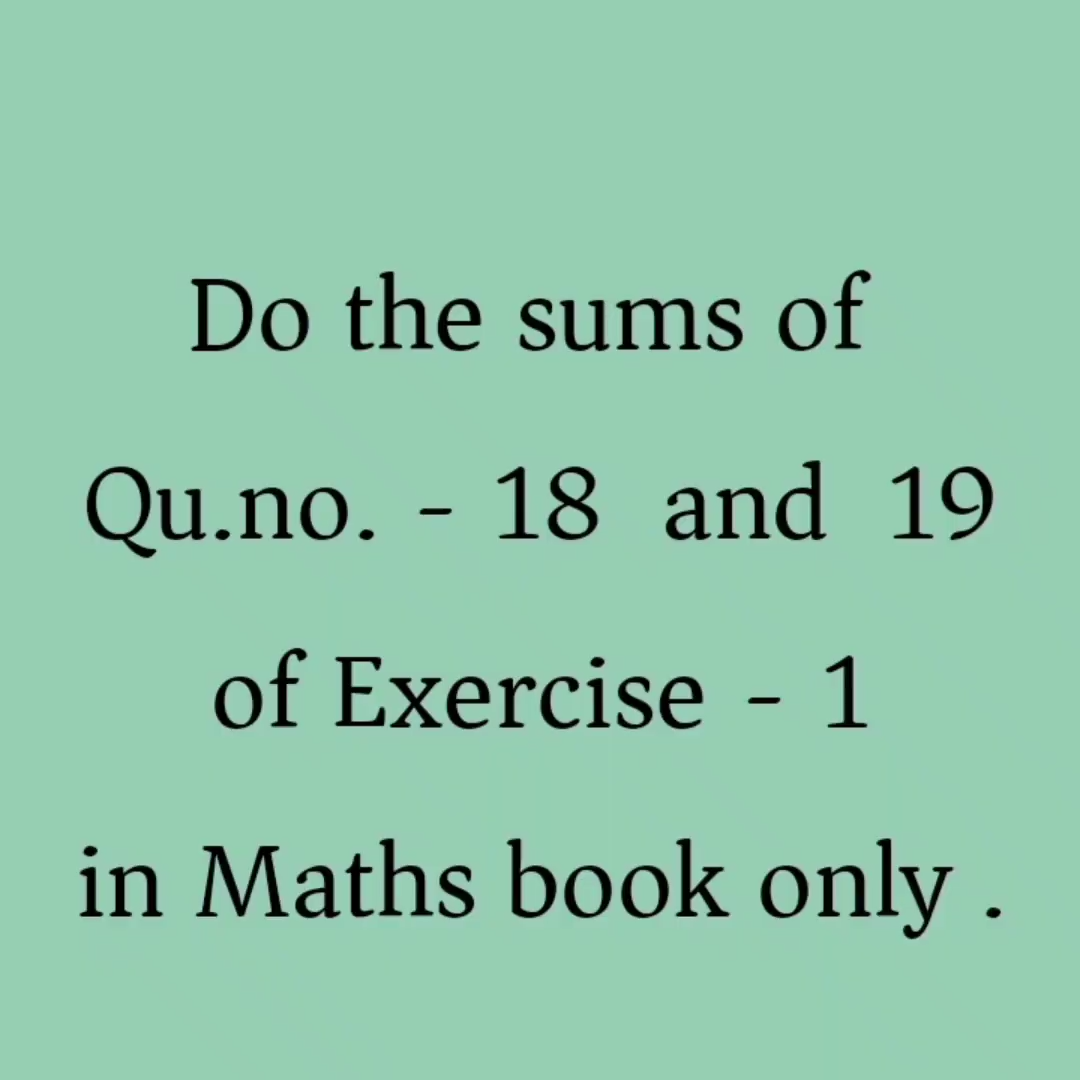 Do the sums of
Qu.no. - 18 and 19
of Exercise - 1
in Maths book only .